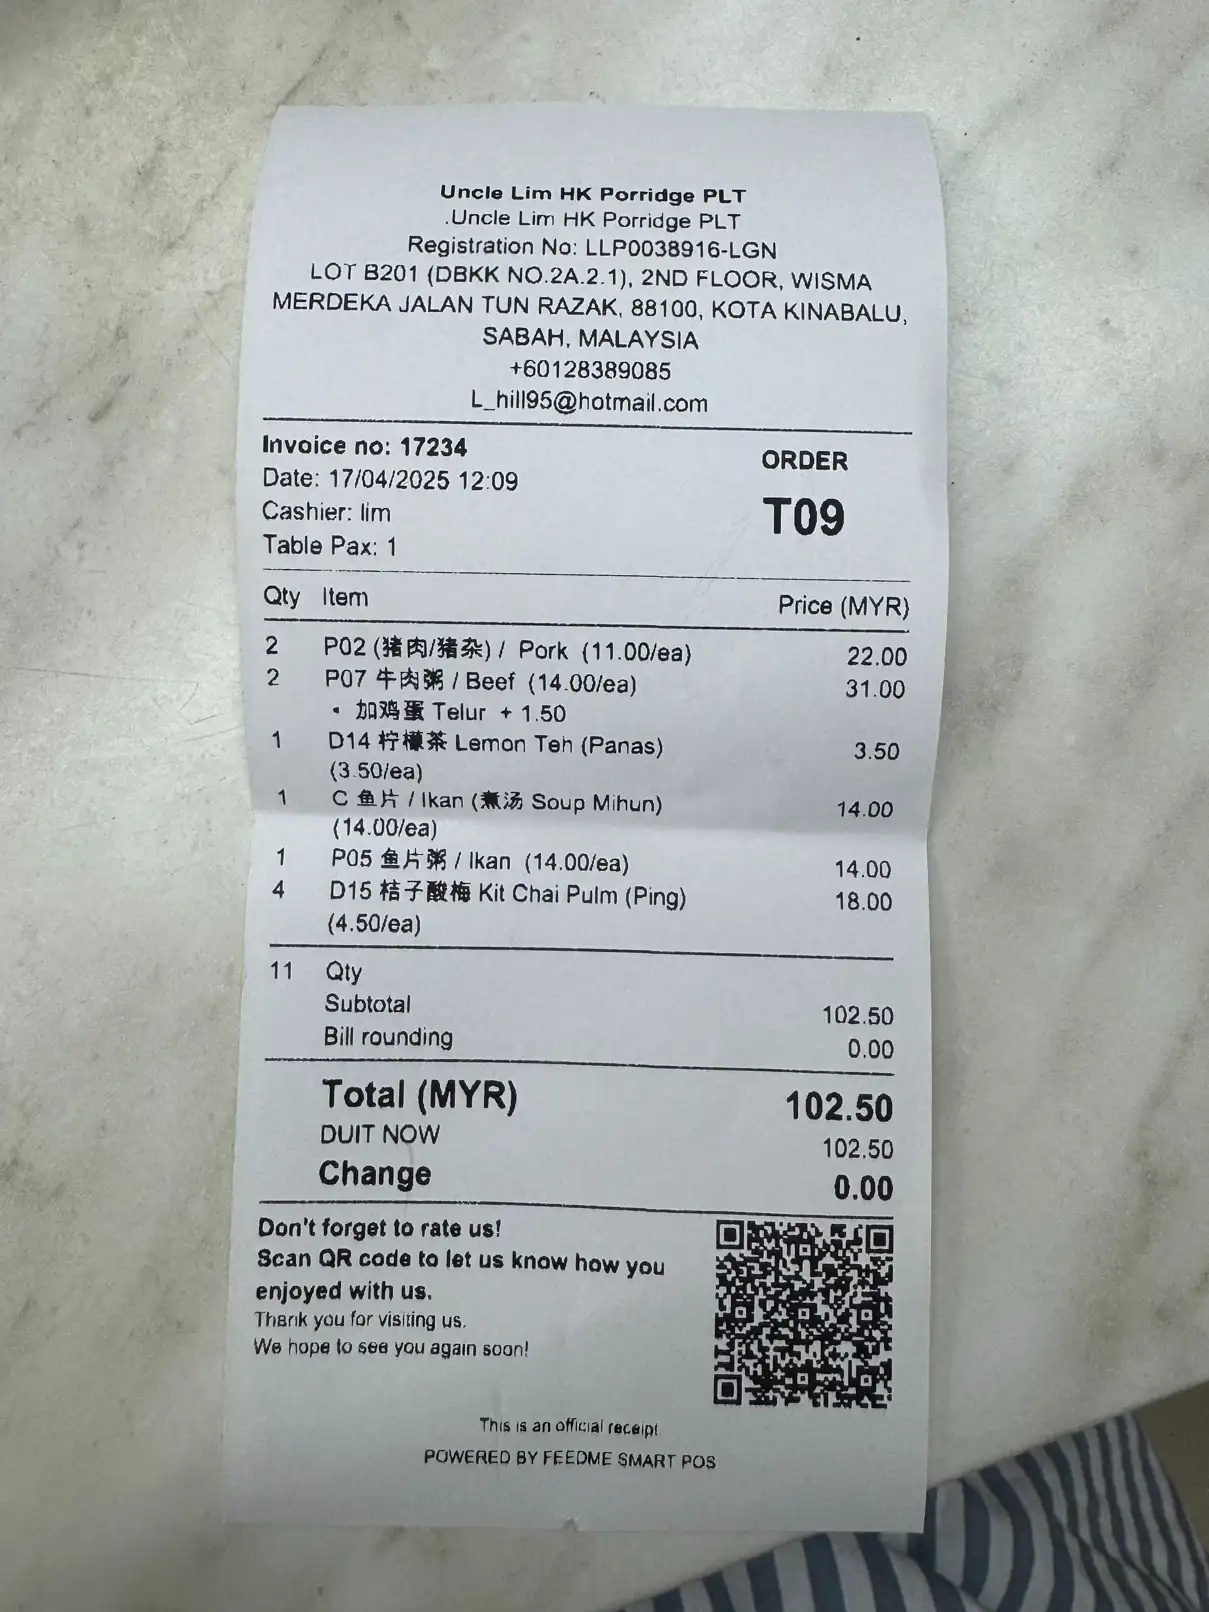 Uncle Lim HK Porridge PLT
.Uncle Lim HK Porridge PLT
Registration No: LLP0038916-LGN
LOT B201 (DBKK NO.2A.2.1), 2ND FLOOR, WISMA
MERDEKA JALAN TUN RAZAK, 88100, KOTA KINABALU,
SABAH, MALAYSIA
+60128389085
L_hill95@hotmail.com
Invoice no: 17234
Date: 17/04/2025 12:09
Cashier: lim
Table Pax: 1
ORDER
T09
Qty Item Price (MYR)
2 P02 (猪肉/猪杂) / Pork (11.00/ea) 22.00
2 P07 牛肉粥 / Beef (14.00/ea) 31.00
• 加鸡蛋 Telur + 1.50
1 D14 柠檬茶 Lemon Teh (Panas) 3.50
(3.50/ea)
1 C 鱼片 / Ikan (煮汤 Soup Mihun) 14.00
(14.00/ea)
1 P05 鱼片粥 / Ikan (14.00/ea) 14.00
4 D15 桔子酸梅 Kit Chai Pulm (Ping) 18.00
(4.50/ea)
11 Qty
Subtotal 102.50
Bill rounding 0.00
Total (MYR) 102.50
DUIT NOW 102.50
Change 0.00
Don't forget to rate us!
Scan QR code to let us know how you
enjoyed with us.
Thank you for visiting us.
We hope to see you again soon!
This is an official receipt
POWERED BY FEEDME SMART POS